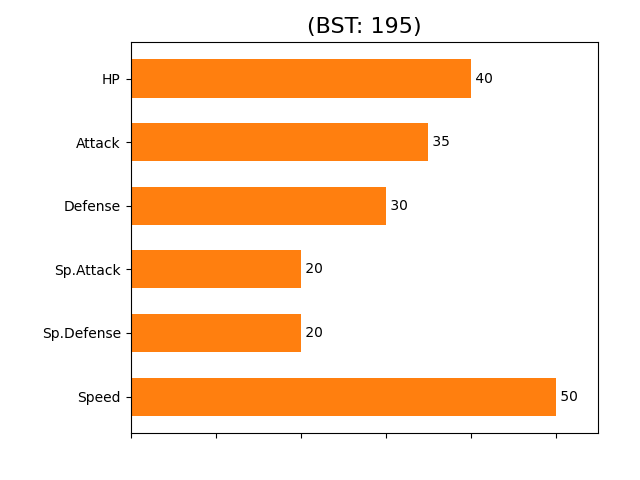 (BST: 195)
HP 40
Attack 35
Defense 30
Sp.Attack 20
Sp.Defense 20
Speed 50